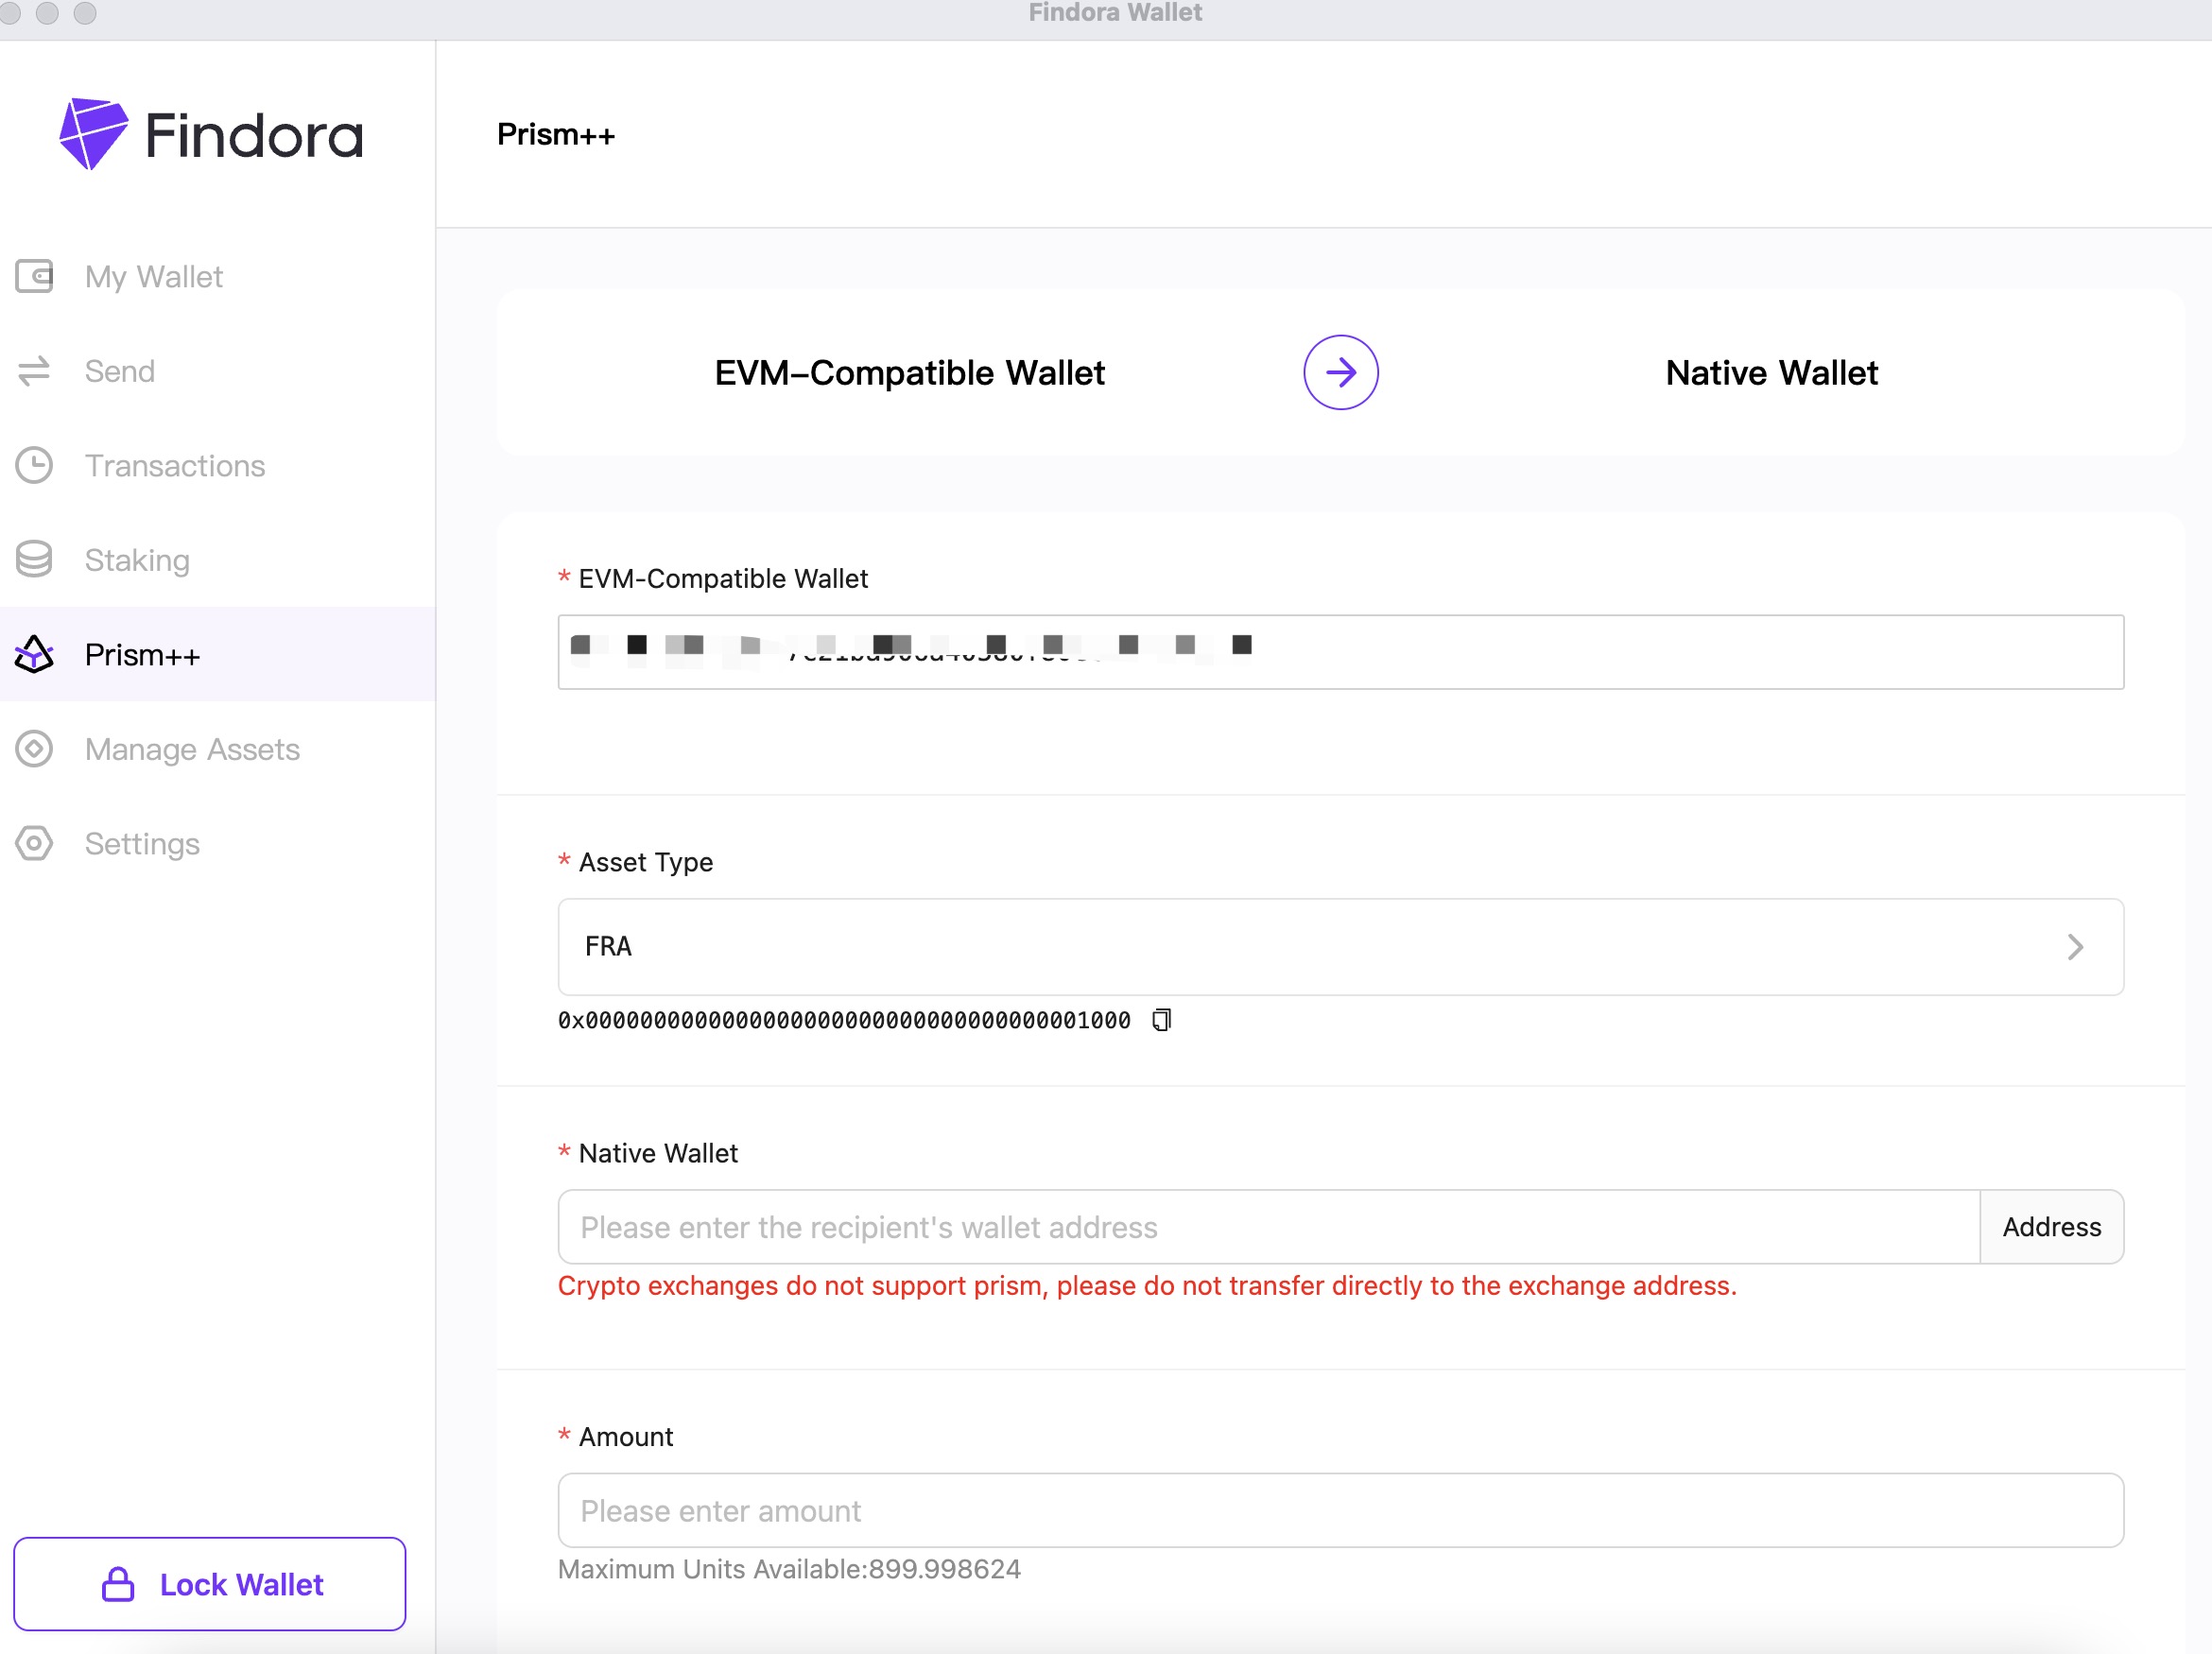 Findora Wallet
Findora
My Wallet
Send
Transactions
Staking
Prism++
Manage Assets
Settings
Lock Wallet
Prism++
EVM-Compatible Wallet
Native Wallet
* EVM-Compatible Wallet
* Asset Type
FRA
0x0000000000000000000000000000000000001000
* Native Wallet
Please enter the recipient's wallet address
Address
Crypto exchanges do not support prism, please do not transfer directly to the exchange address.
* Amount
Please enter amount
Maximum Units Available:899.998624